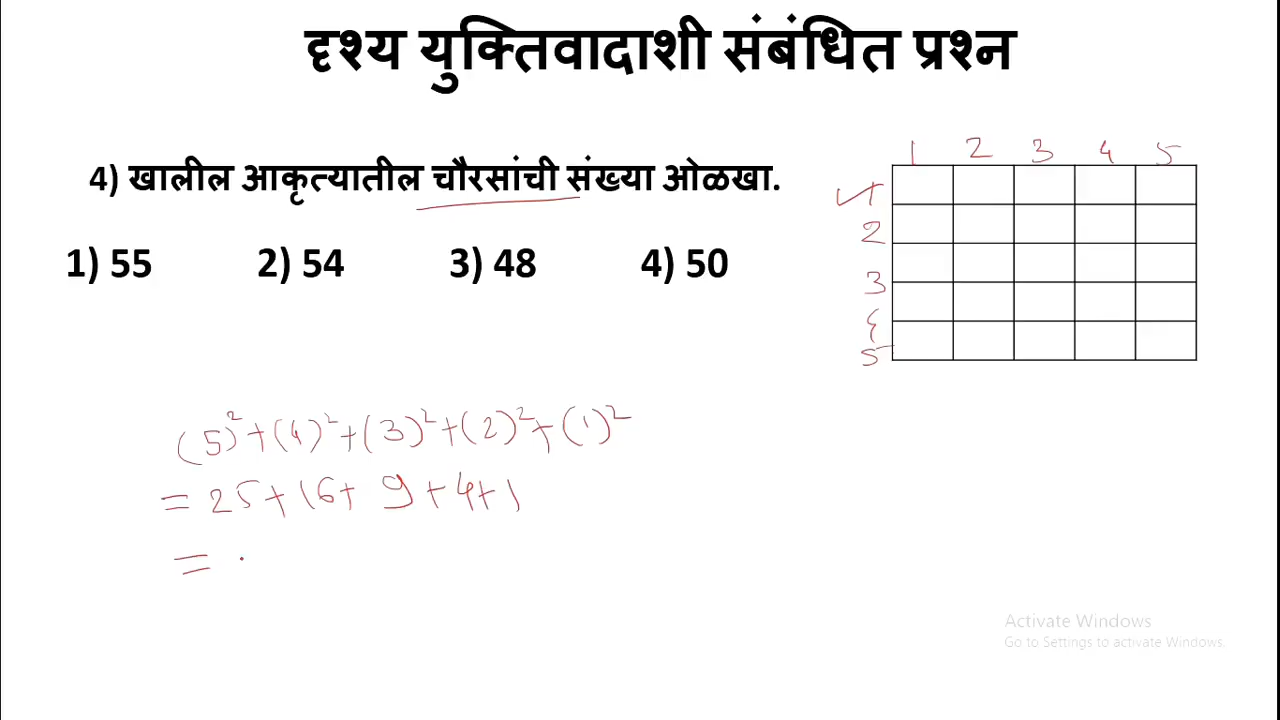 दृश्य युक्तिवादाशी संबंधित प्रश्न
4) खालील आकृत्यातील चौरसांची संख्या ओळखा.
1) 55 2) 54 3) 48 4) 50
1 2 3 4 5
1
2
3
4
5
(5)²+(4)²+(3)²+(2)²+(1)²
= 25+16+9+4+1
=
Activate Windows
Go to Settings to activate Windows.